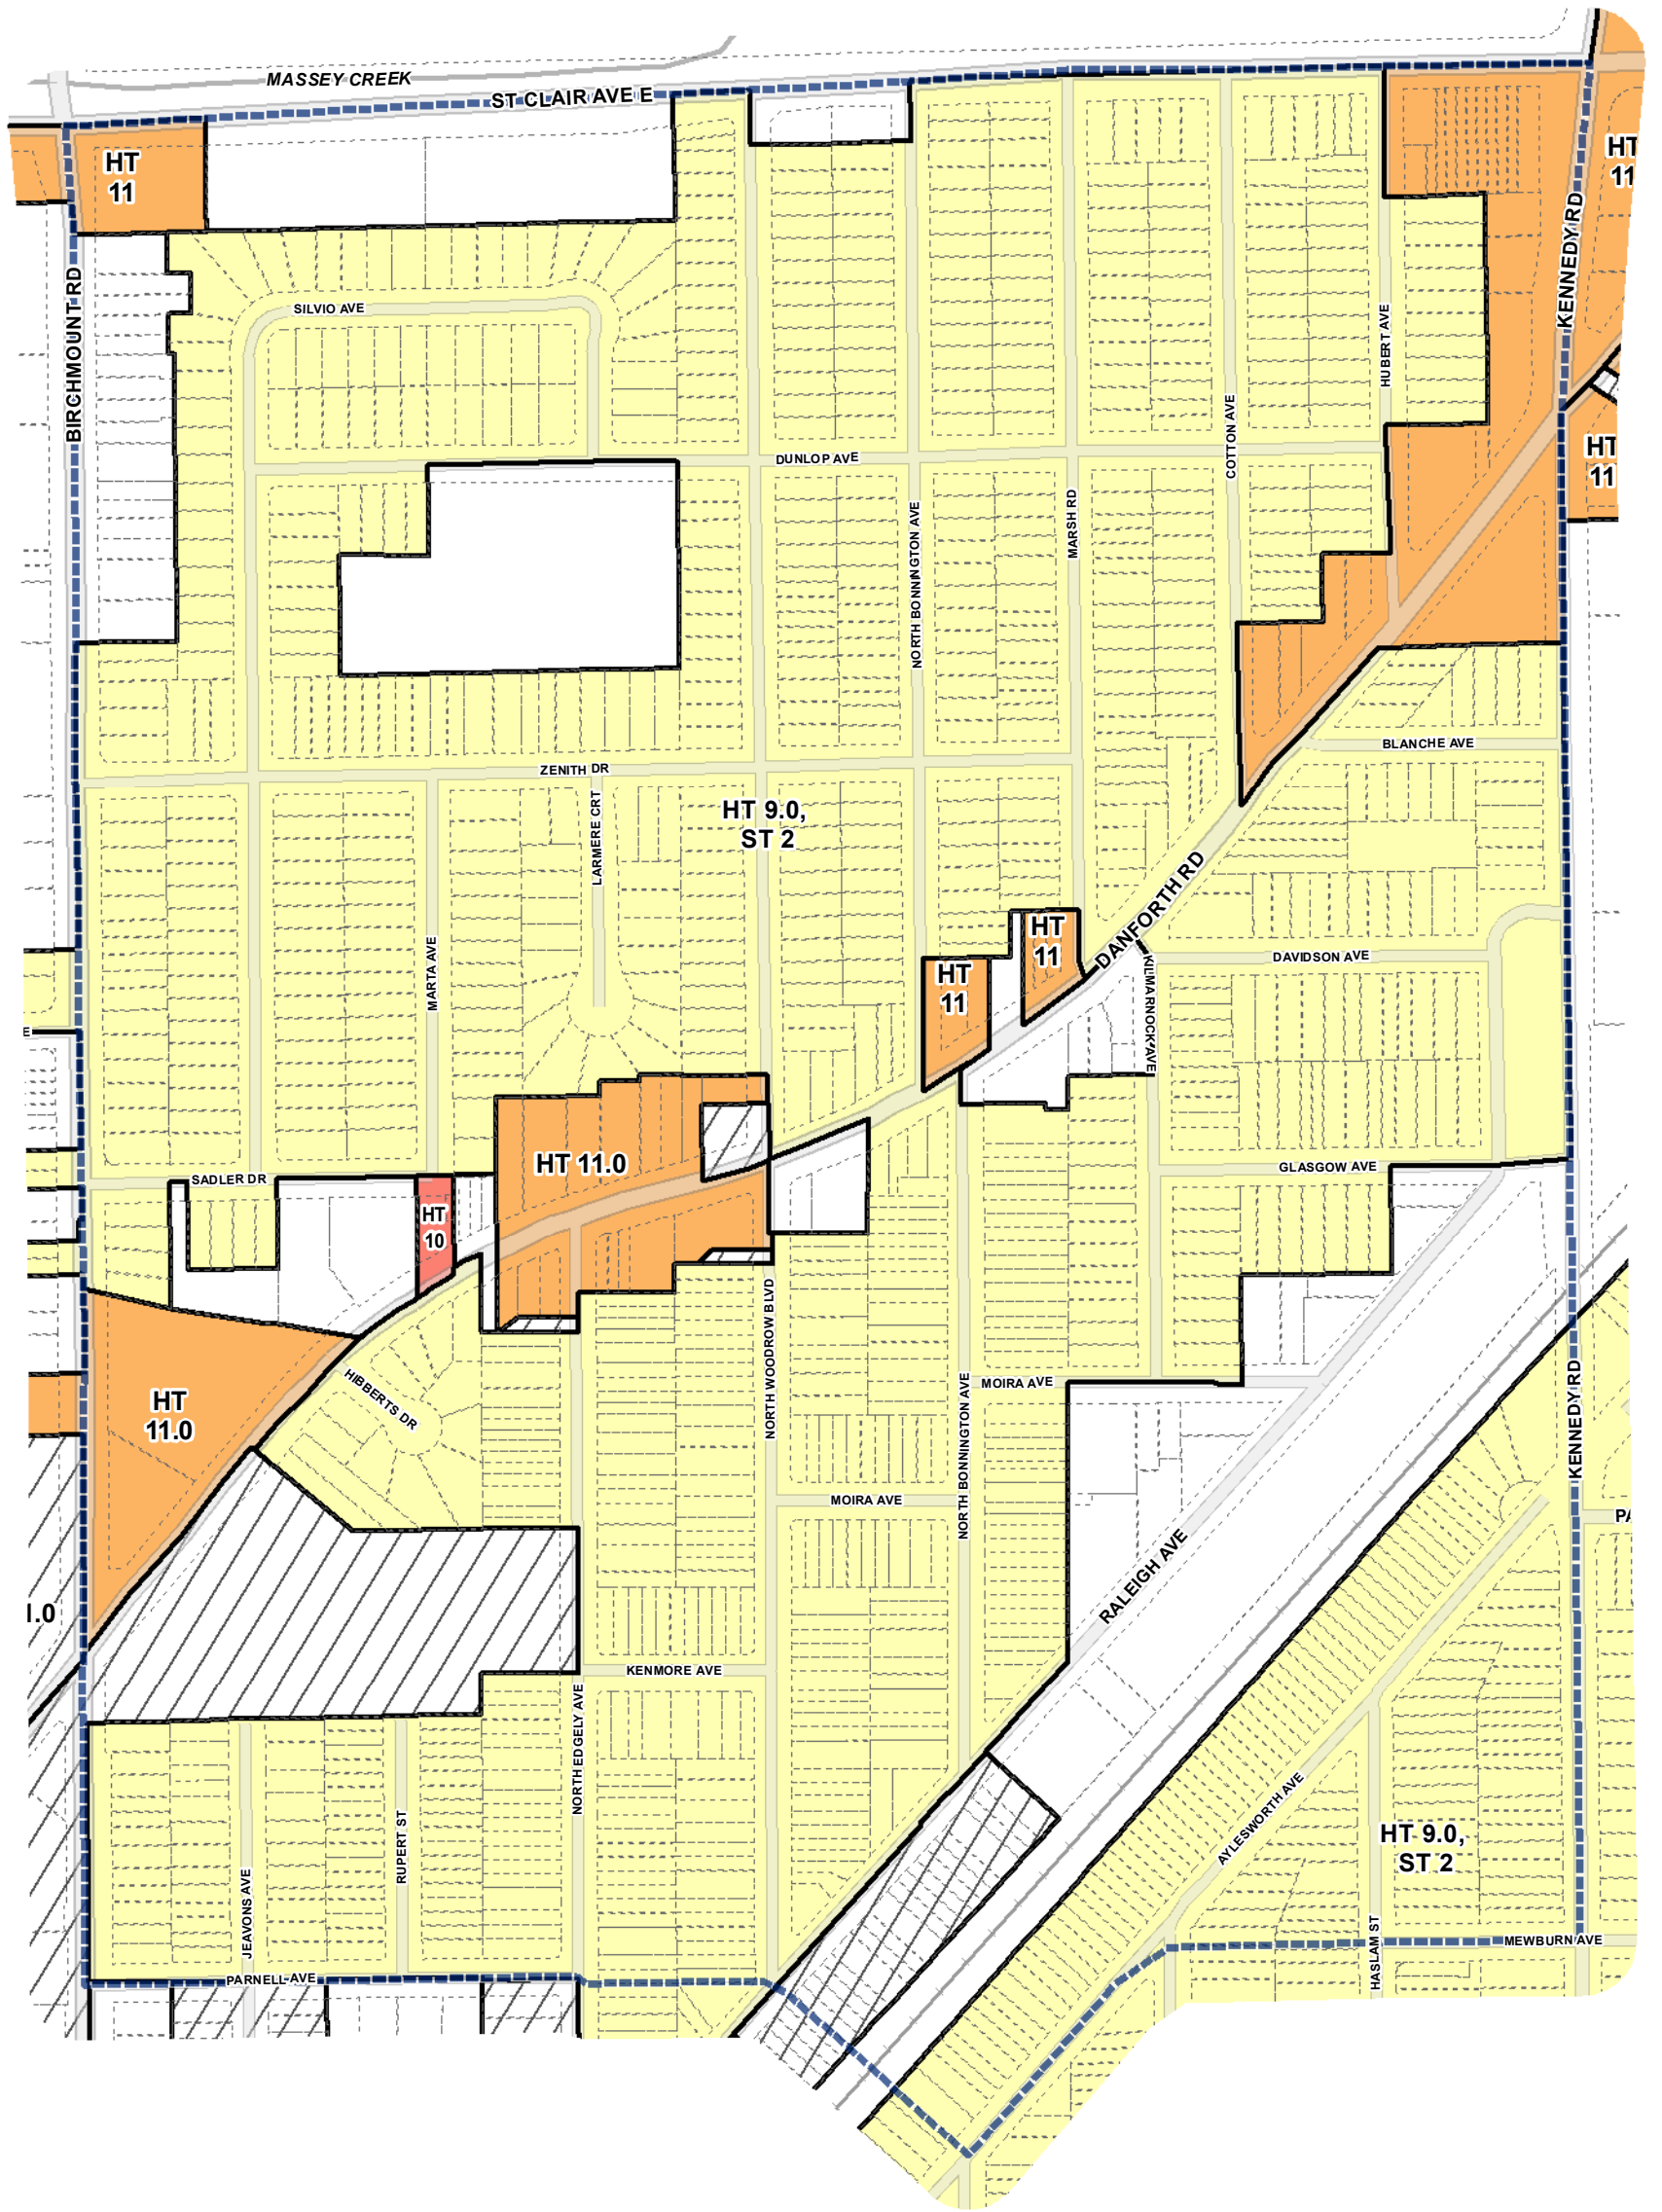 MASSEY CREEK
ST CLAIR AVE E
HT
11
HT
11
KENNEDY RD
BIRCHMOUNT RD
SILVIO AVE
HUBERT AVE
COTTON AVE
DUNLOP AVE
HT
11
MARSH RD
NORTH BONNINGTON AVE
BLANCHE AVE
ZENITH DR
LARMERE CRT
HT 9.0,
ST 2
DANFORTH RD
HT
11
HT
11
MARTA AVE
DAVIDSON AVE
KILMARNOCK AVE
E
HT 11.0
GLASGOW AVE
SADLER DR
HT
10
NORTH WOODROW BLVD
HIBBERTS DR
MOIRA AVE
HT
11.0
NORTH BONNINGTON AVE
KENNEDY RD
MOIRA AVE
PA
RALEIGH AVE
1.0
KENMORE AVE
NORTH EDGELY AVE
RUPERT ST
AYLESWORTH AVE
HT 9.0,
ST 2
JEAVONS AVE
HASLAM ST
MEWBURN AVE
PARNELL AVE